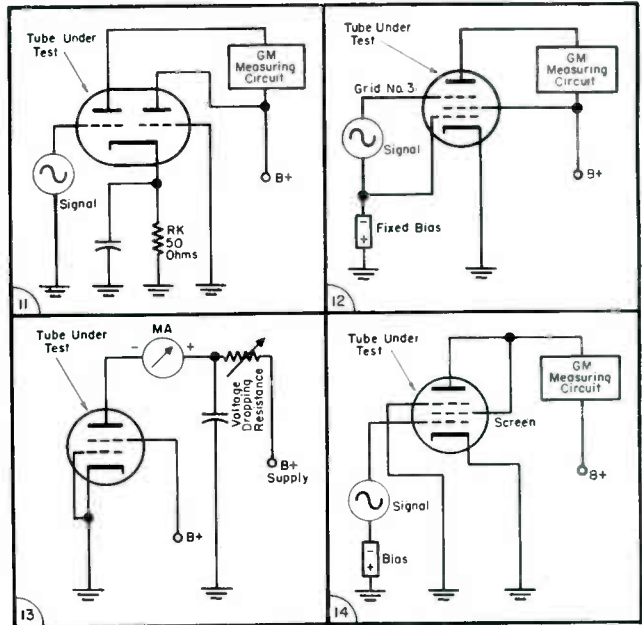 Tube Under
Test
GM
Measuring
Circuit
Signal
B+
RK
50
Ohms
11
Tube Under
Test
Grid No. 3
GM
Measuring
Circuit
Signal
B+
Fixed Bias
12
Tube Under
Test
MA
- +
Voltage
Dropping
Resistance
B+
Supply
B+
13
Tube Under
Test
GM
Measuring
Circuit
Screen
B+
Signal
- +
Bias
14